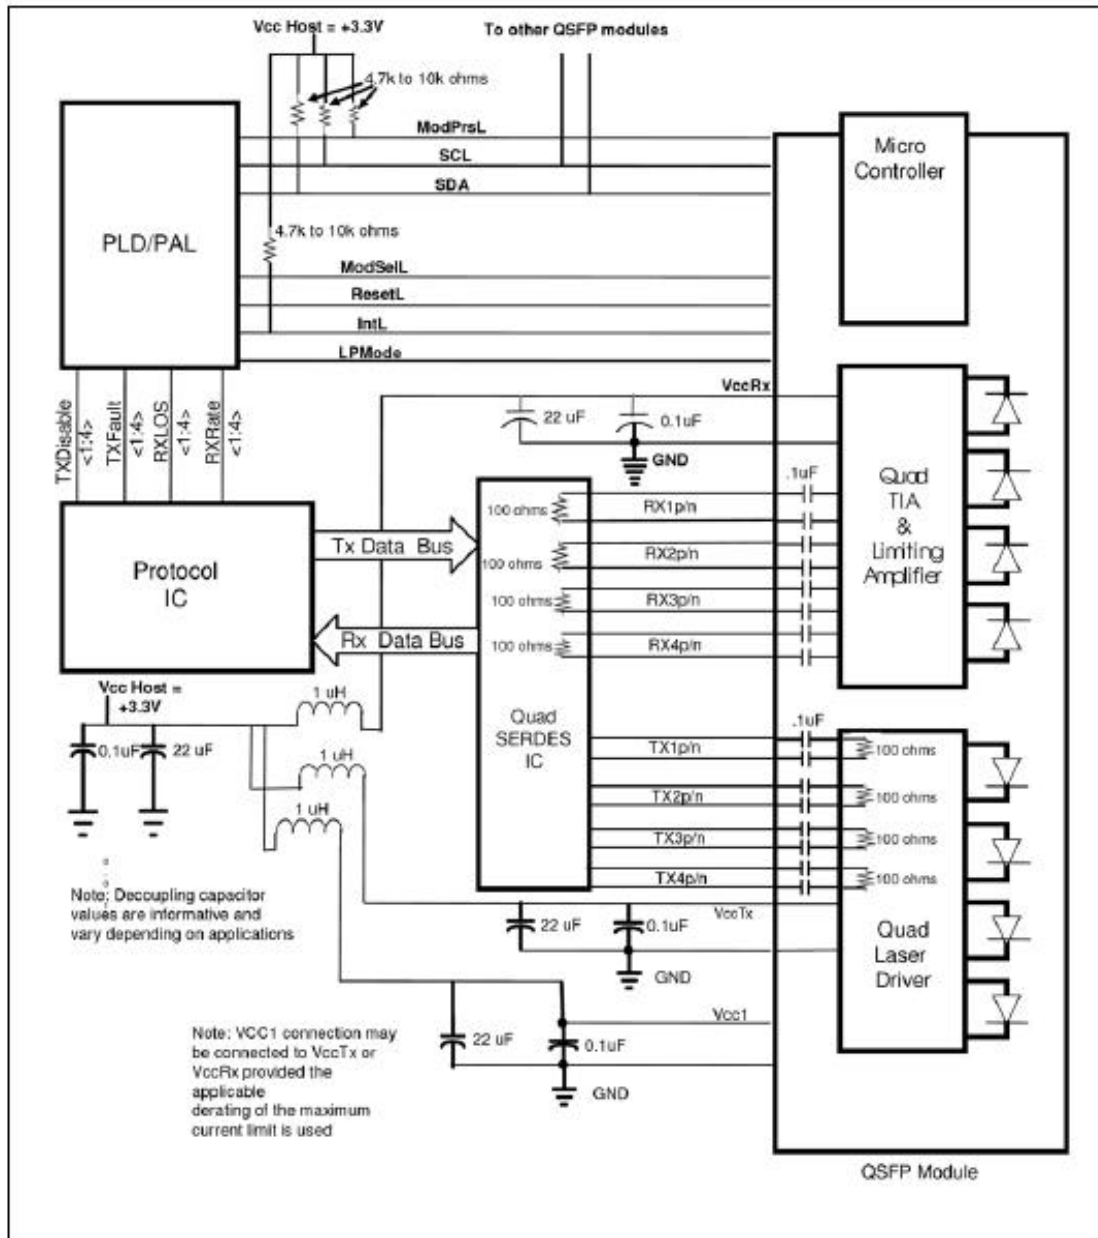 Vcc Host = +3.3V
To other QSFP modules
4.7k to 10k ohms
ModPrsL
SCL
SDA
Micro
Controller
PLD/PAL
4.7k to 10k ohms
ModSelL
ResetL
IntL
LPMode
VccRx
TXDisable
<1:4>
TXFault
<1:4>
RXLOS
<1:4>
RXRate
<1:4>
22 uF
0.1uF
GND
.1uF
Quad
TIA
&
Limiting
Amplifier
100 ohms
RX1p/n
Tx Data Bus
100 ohms
RX2p/n
Protocol
IC
100 ohms
RX3p/n
Rx Data Bus
100 ohms
RX4p/n
Vcc Host =
+3.3V
1 uH
0.1uF
22 uF
Quad
SERDES
IC
.1uF
TX1p/n
100 ohms
1 uH
TX2p/n
100 ohms
1 uH
TX3p/n
100 ohms
TX4p/n
100 ohms
Note: Decoupling capacitor
values are informative and
vary depending on applications
22 uF
0.1uF
VccTx
GND
Quad
Laser
Driver
Vcc1
22 uF
0.1uF
GND
Note: VCC1 connection may
be connected to VccTx or
VccRx provided the
applicable
derating of the maximum
current limit is used
QSFP Module